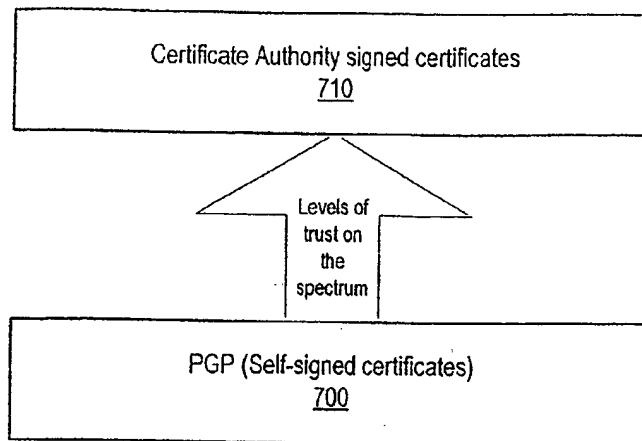 Certificate Authority signed certificates
710
Levels of
trust on
the
spectrum
PGP (Self-signed certificates)
700